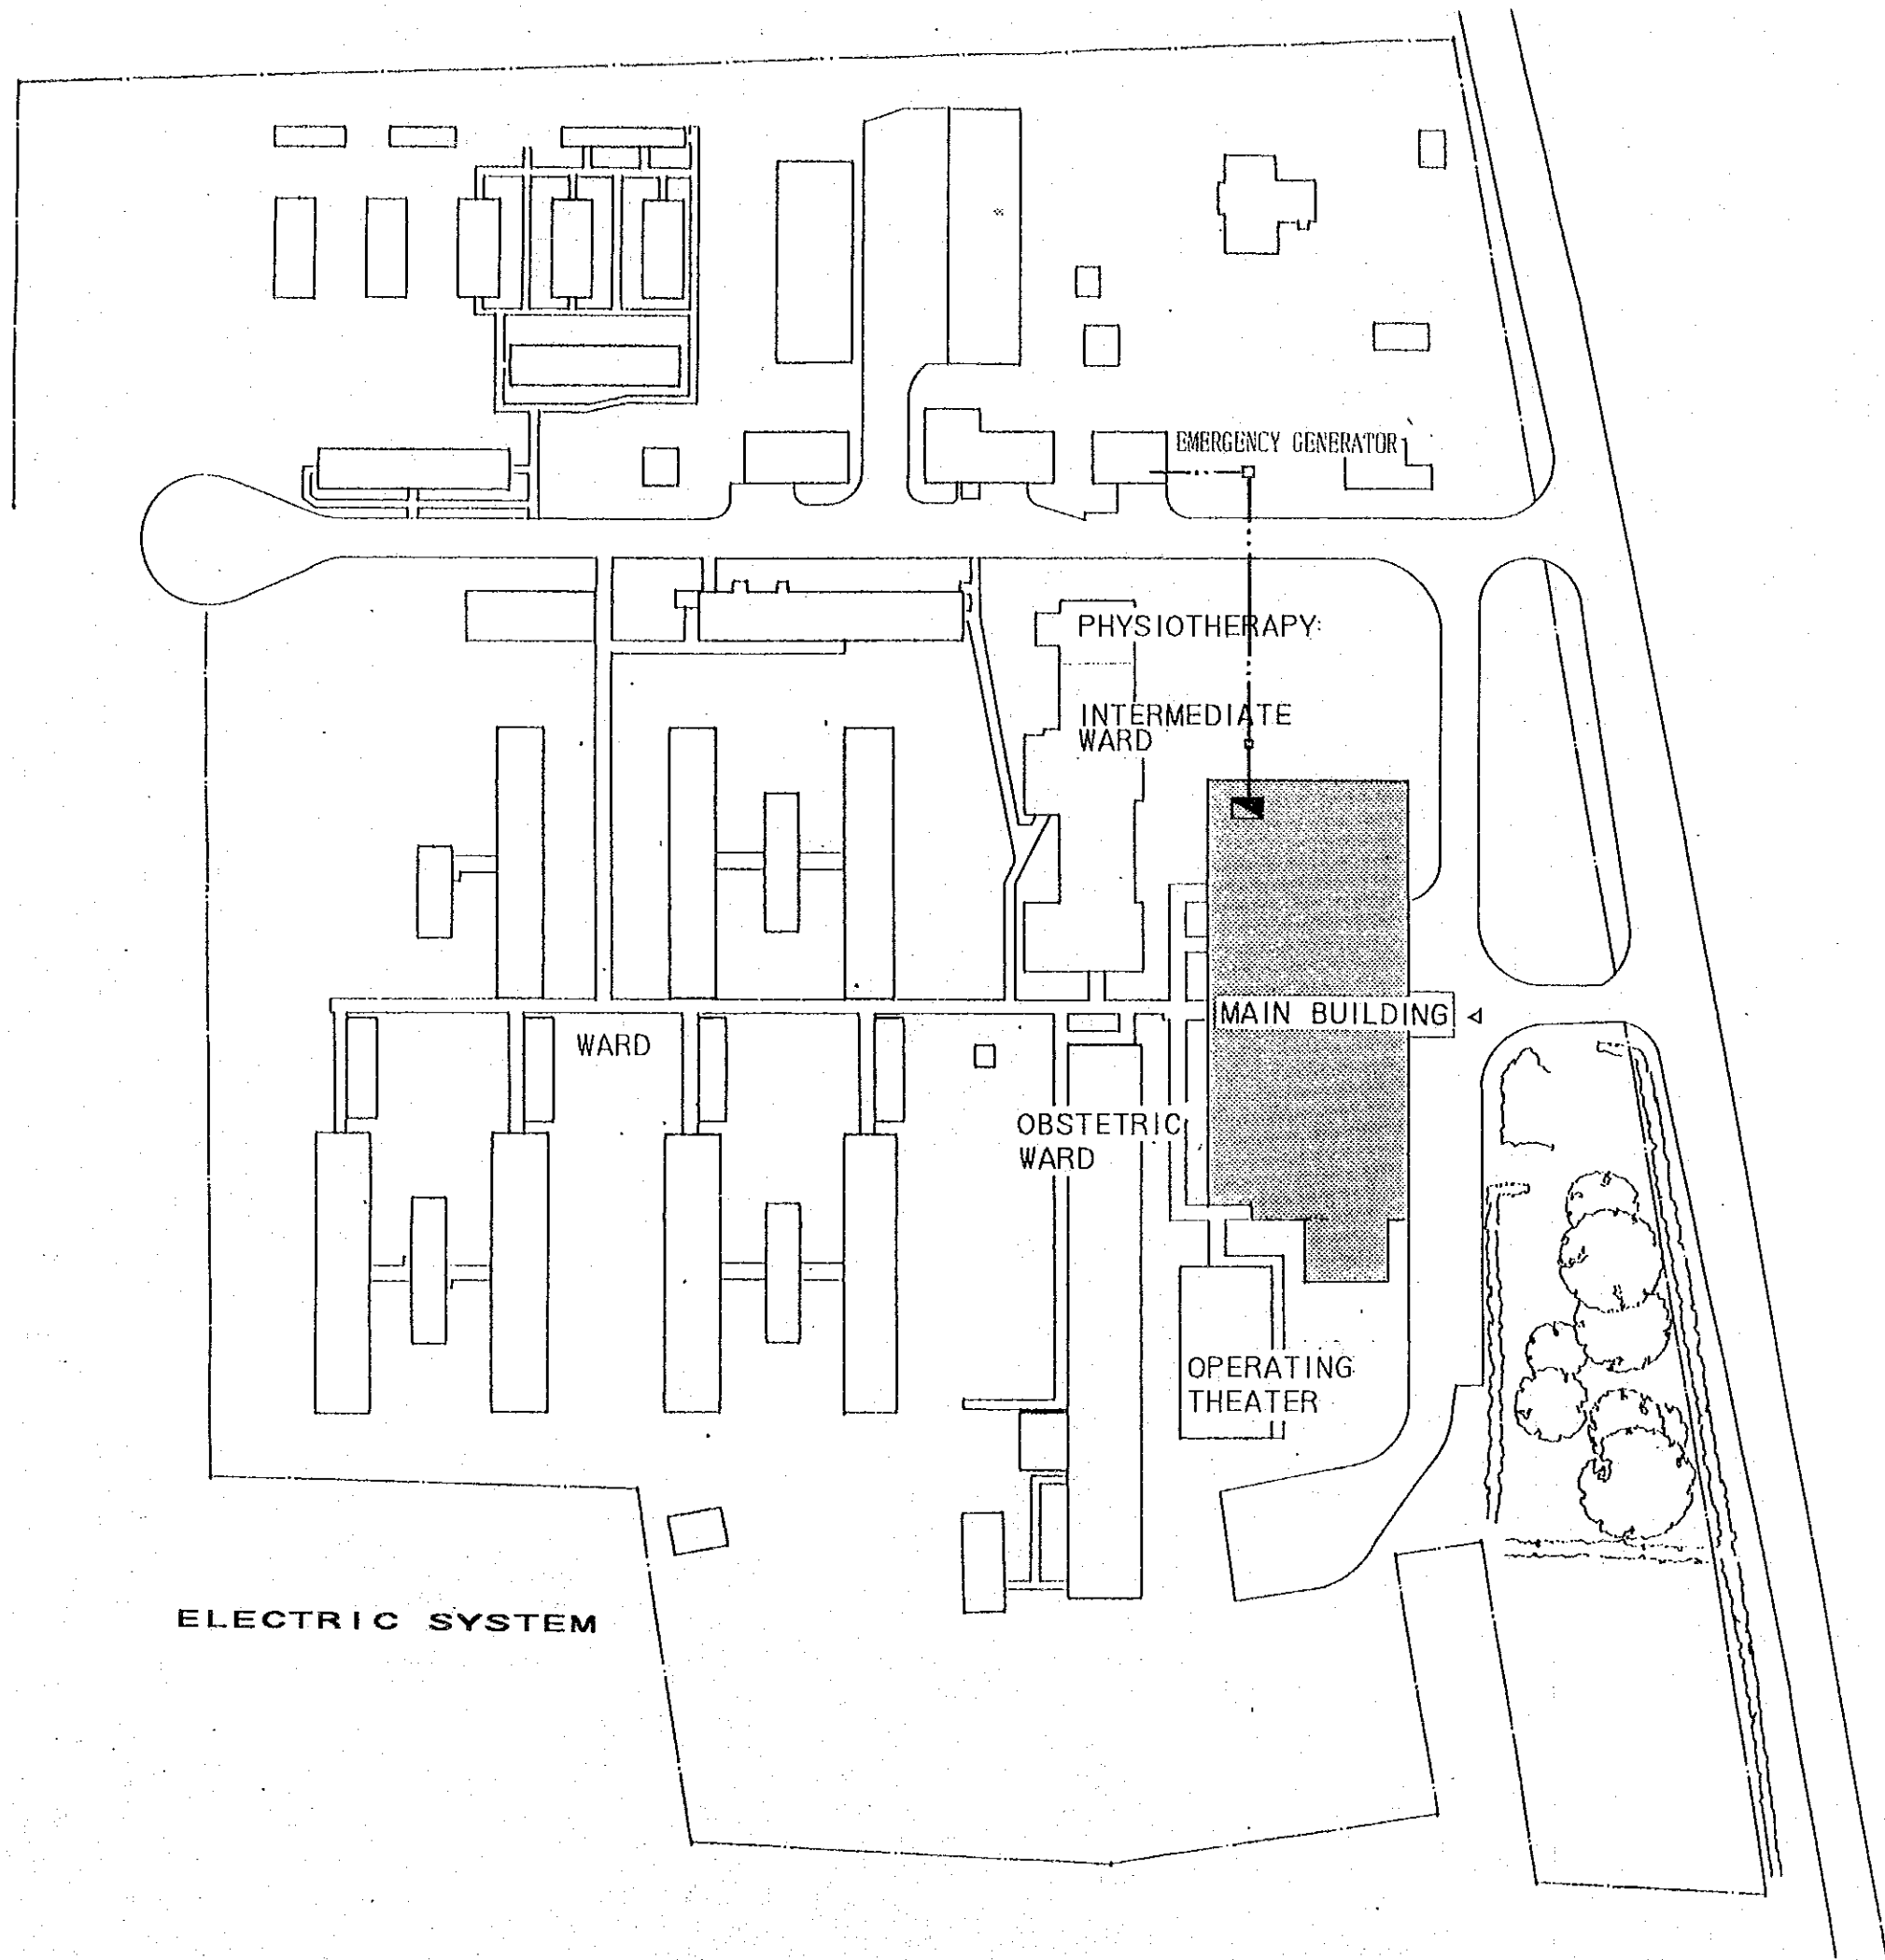 EMERGENCY GENERATOR
PHYSIOTHERAPY
INTERMEDIATE
WARD
MAIN BUILDING
WARD
OBSTETRIC
WARD
OPERATING
THEATER
ELECTRIC SYSTEM